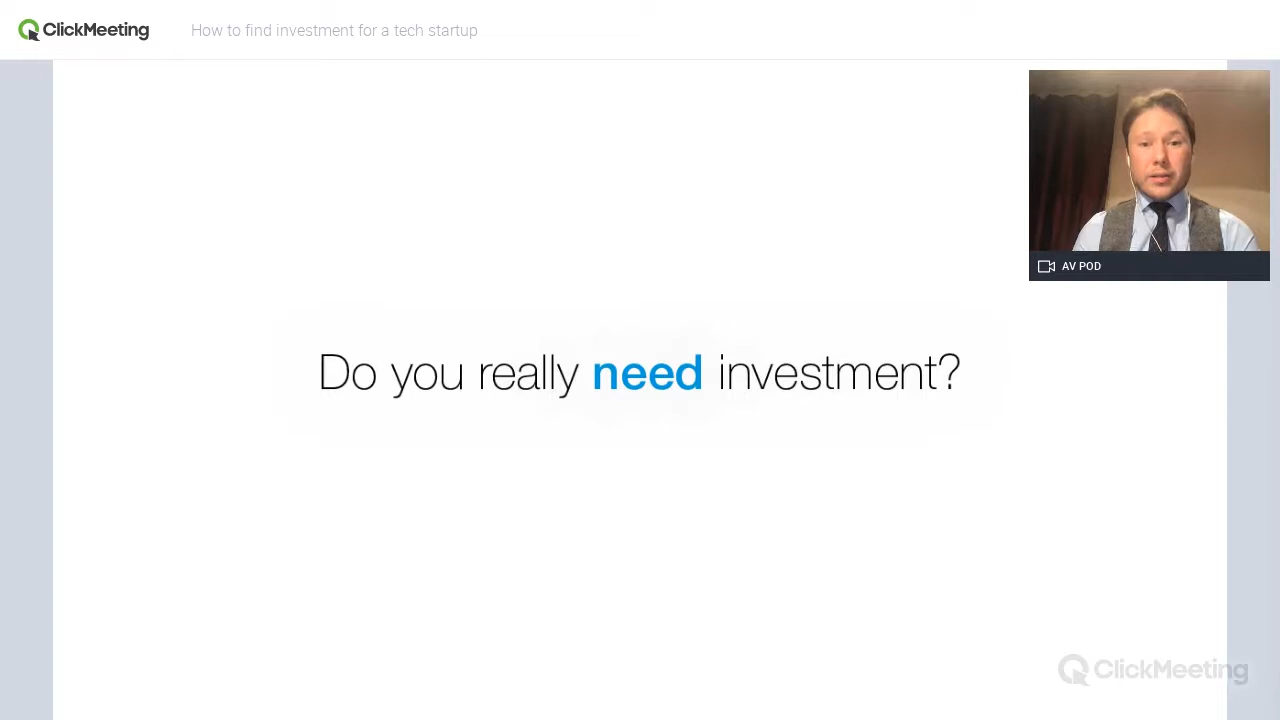 ClickMeeting
How to find investment for a tech startup
AV POD
Do you really need investment?
ClickMeeting